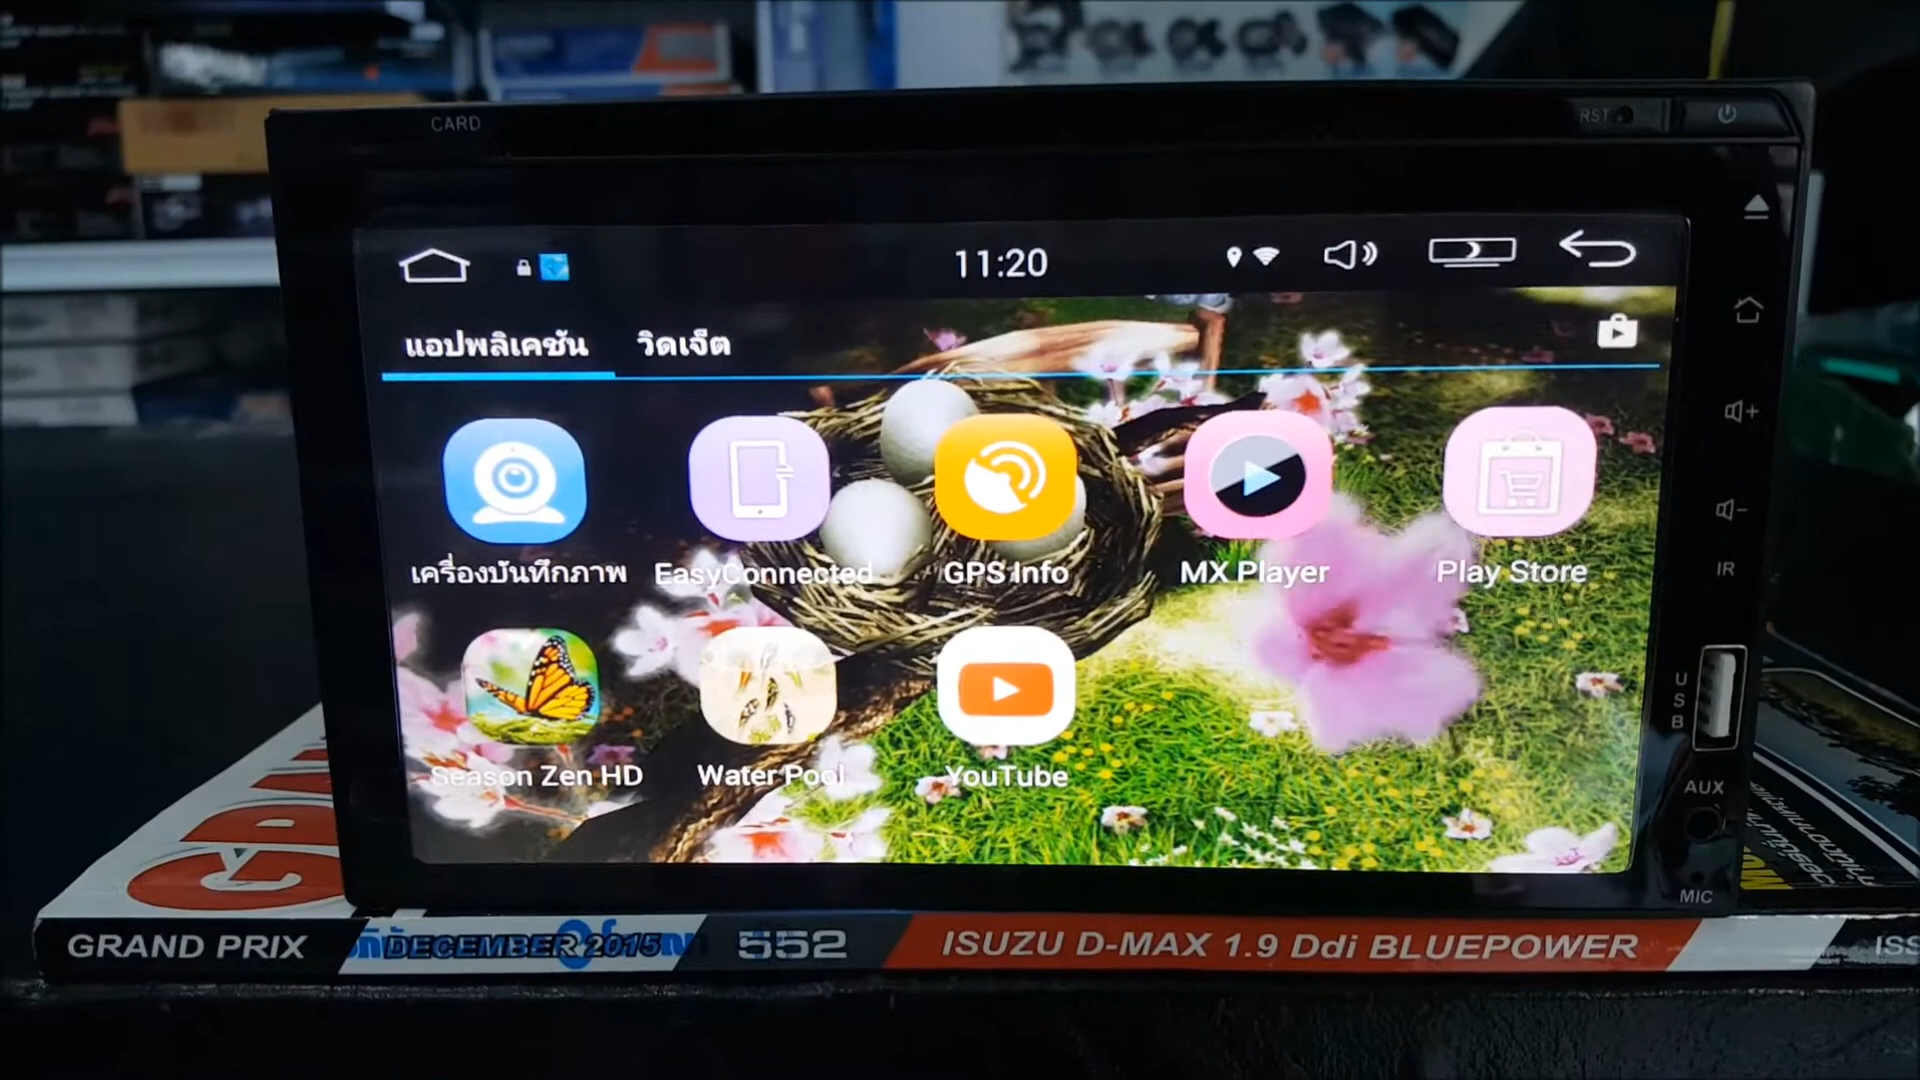 CARD
RST
11:20
แอปพลิเคชัน วิดเจ็ต
เครื่องบันทึกภาพ EasyConnected GPS Info MX Player Play Store
IR
Season Zen HD Water Pool YouTube
USB
AUX
MIC
GRAND PRIX DECEMBER 2015 552 ISUZU D-MAX 1.9 Ddi BLUEPOWER ISS